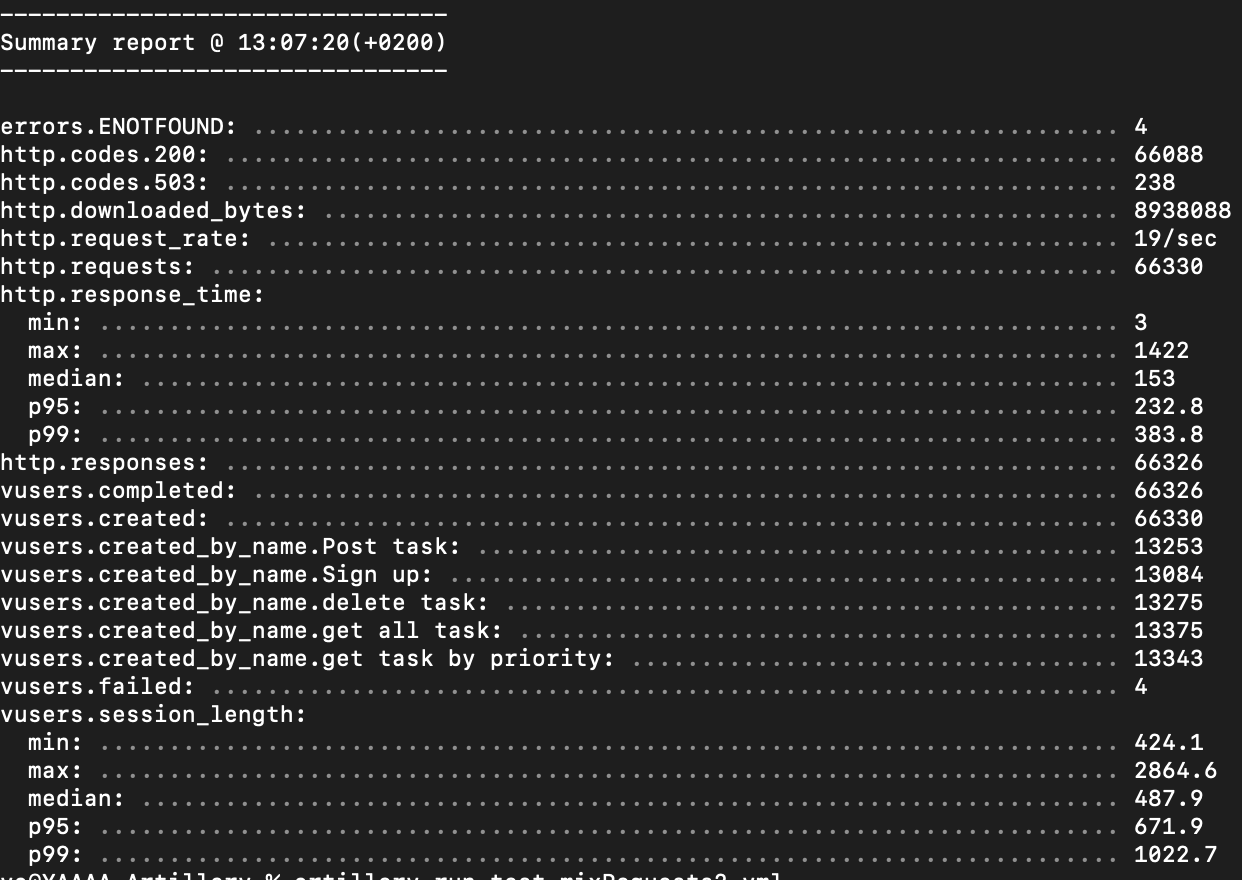 --------------------------------
Summary report @ 13:07:20(+0200)
--------------------------------
errors.ENOTFOUND: .............................................................. 4
http.codes.200: ................................................................ 66088
http.codes.503: ................................................................ 238
http.downloaded_bytes: ......................................................... 8938088
http.request_rate: ............................................................. 19/sec
http.requests: ................................................................. 66330
http.response_time:
  min: ......................................................................... 3
  max: ......................................................................... 1422
  median: ...................................................................... 153
  p95: ......................................................................... 232.8
  p99: ......................................................................... 383.8
http.responses: ................................................................ 66326
vusers.completed: .............................................................. 66326
vusers.created: ................................................................ 66330
vusers.created_by_name.Post task: .............................................. 13253
vusers.created_by_name.Sign up: ................................................ 13084
vusers.created_by_name.delete task: ............................................ 13275
vusers.created_by_name.get all task: ........................................... 13375
vusers.created_by_name.get task by priority: ................................... 13343
vusers.failed: ................................................................. 4
vusers.session_length:
  min: ......................................................................... 424.1
  max: ......................................................................... 2864.6
  median: ...................................................................... 487.9
  p95: ......................................................................... 671.9
  p99: ......................................................................... 1022.7
Artillery % artillery run test